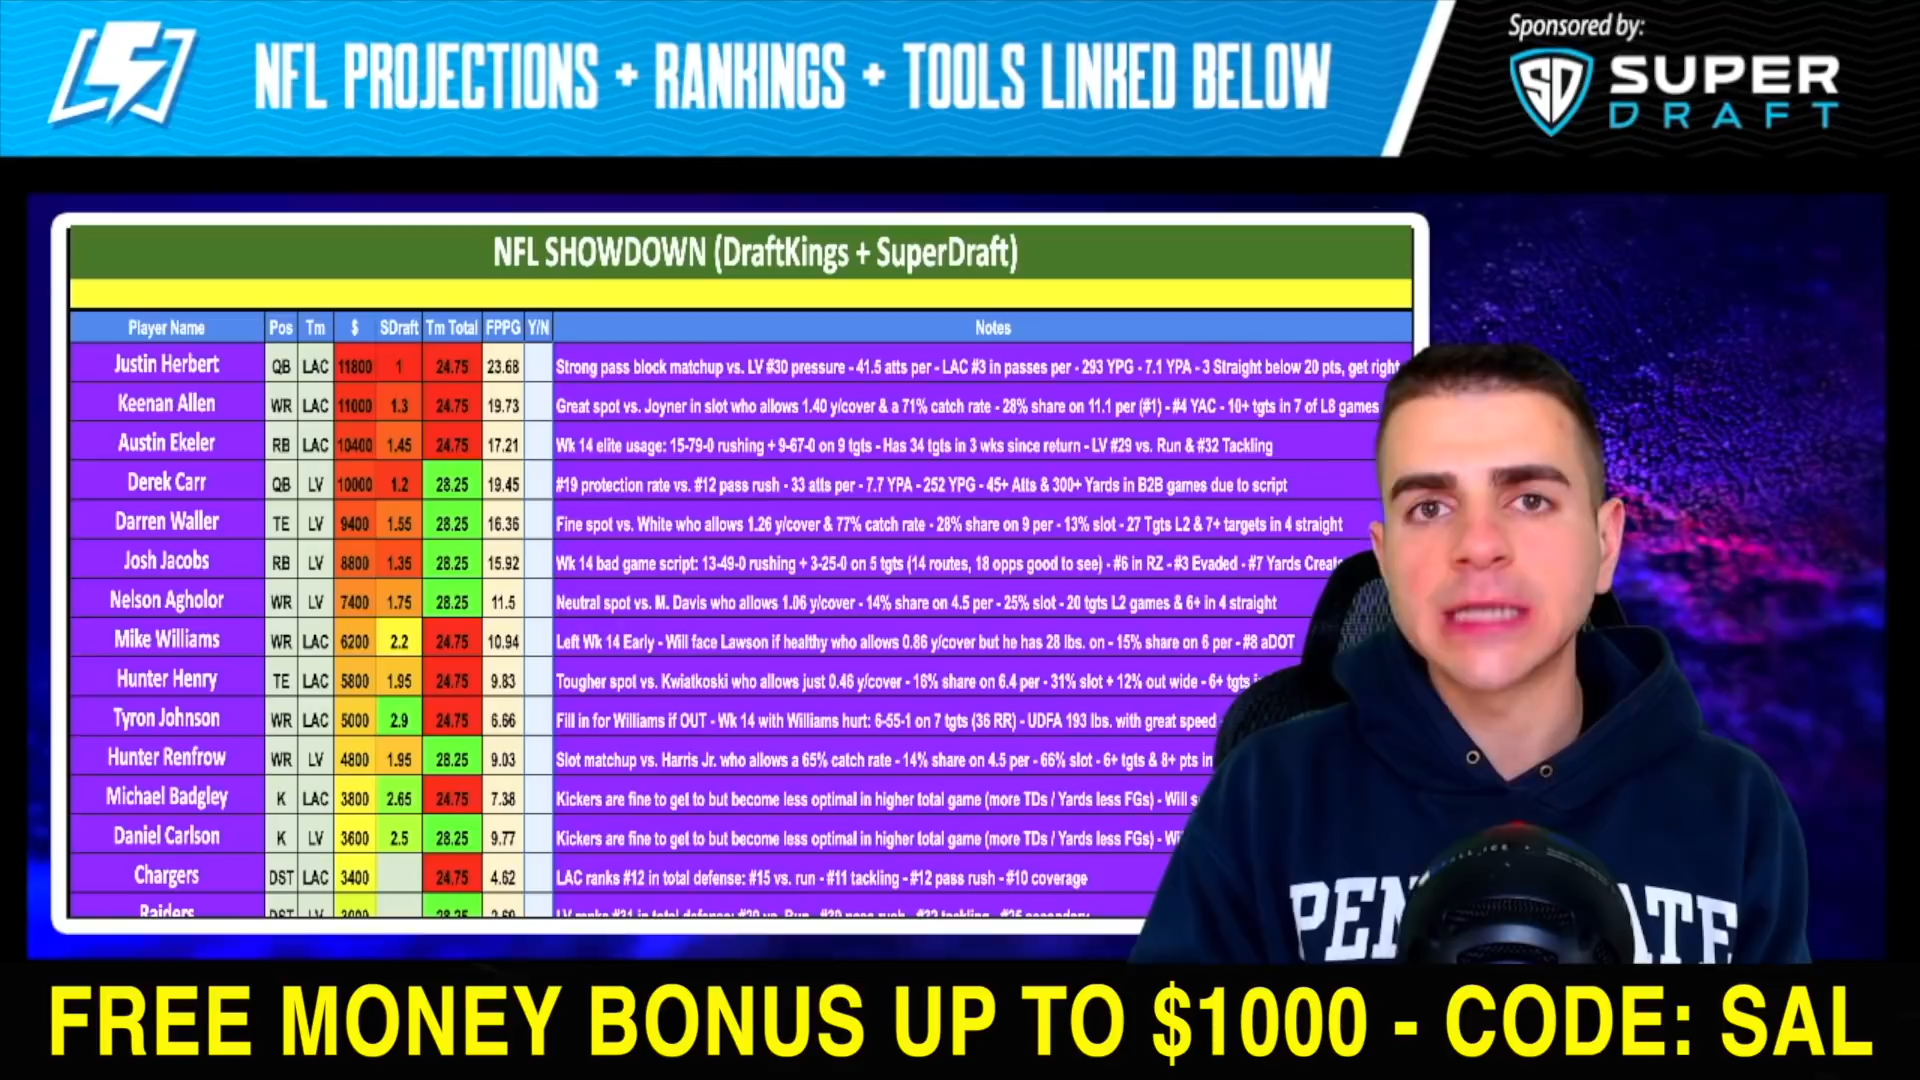 NFL PROJECTIONS + RANKINGS + TOOLS LINKED BELOW
Sponsored by:
SD SUPER
DRAFT
NFL SHOWDOWN (DraftKings + SuperDraft)
Player Name Pos Tm $ SDraft Tm Total FPPG Y/N Notes
Justin Herbert QB LAC 11800 1 24.75 23.68 Strong pass block matchup vs. LV #30 pressure - 41.5 atts per - LAC #3 in passes per - 293 YPG - 7.1 YPA - 3 Straight below 20 pts, get right
Keenan Allen WR LAC 11000 1.3 24.75 19.73 Great spot vs. Joyner in slot who allows 1.40 y/cover & a 71% catch rate - 28% share on 11.1 per (#1) - #4 YAC - 10+ tgts in 7 of L8 games
Austin Ekeler RB LAC 10400 1.45 24.75 17.21 Wk 14 elite usage: 15-79-0 rushing + 9-67-0 on 9 tgts - Has 34 tgts in 3 wks since return - LV #29 vs. Run & #32 Tackling
Derek Carr QB LV 10000 1.2 28.25 19.45 #19 protection rate vs. #12 pass rush - 33 atts per - 7.7 YPA - 252 YPG - 45+ Atts & 300+ Yards in B2B games due to script
Darren Waller TE LV 9400 1.55 28.25 16.36 Fine spot vs. White who allows 1.26 y/cover & 77% catch rate - 28% share on 9 per - 13% slot - 27 Tgts L2 & 7+ targets in 4 straight
Josh Jacobs RB LV 8800 1.35 28.25 15.92 Wk 14 bad game script: 13-49-0 rushing + 3-25-0 on 5 tgts (14 routes, 18 opps good to see) - #6 in RZ - #3 Evaded - #7 Yards Creat
Nelson Agholor WR LV 7400 1.75 28.25 11.5 Neutral spot vs. M. Davis who allows 1.06 y/cover - 14% share on 4.5 per - 25% slot - 20 tgts L2 games & 6+ in 4 straight
Mike Williams WR LAC 6200 2.2 24.75 10.94 Left Wk 14 Early - Will face Lawson if healthy who allows 0.86 y/cover but he has 28 lbs. on - 15% share on 6 per - #8 aDOT
Hunter Henry TE LAC 5800 1.95 24.75 9.83 Tougher spot vs. Kwiatkoski who allows just 0.46 y/cover - 16% share on 6.4 per - 31% slot + 12% out wide - 6+ tgts
Tyron Johnson WR LAC 5000 2.9 24.75 6.66 Fill in for Williams if OUT - Wk 14 with Williams hurt: 6-55-1 on 7 tgts (36 RR) - UDFA 193 lbs. with great speed
Hunter Renfrow WR LV 4800 1.95 28.25 9.03 Slot matchup vs. Harris Jr. who allows a 65% catch rate - 14% share on 4.5 per - 66% slot - 6+ tgts & 8+ pts in
Michael Badgley K LAC 3800 2.65 24.75 7.38 Kickers are fine to get to but become less optimal in higher total game (more TDs / Yards less FGs) - Will s
Daniel Carlson K LV 3600 2.5 28.25 9.77 Kickers are fine to get to but become less optimal in higher total game (more TDs / Yards less FGs) - Wi
Chargers DST LAC 3400 24.75 4.62 LAC ranks #12 in total defense: #15 vs. run - #11 tackling - #12 pass rush - #10 coverage
Raiders DST LV 3000 28.25 LV ranks #31 in total defense:
PEN ATE
FREE MONEY BONUS UP TO $1000 - CODE: SAL